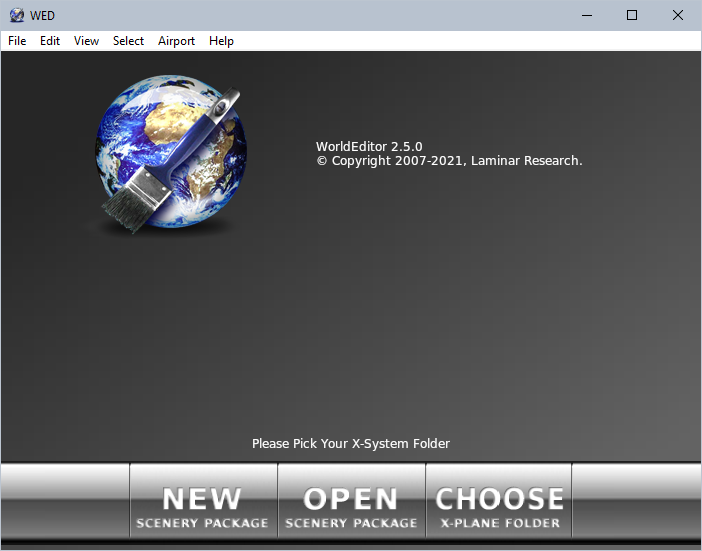 WED
File Edit View Select Airport Help
WorldEditor 2.5.0
© Copyright 2007-2021, Laminar Research.
Please Pick Your X-System Folder
NEW OPEN CHOOSE
SCENERY PACKAGE SCENERY PACKAGE X-PLANE FOLDER